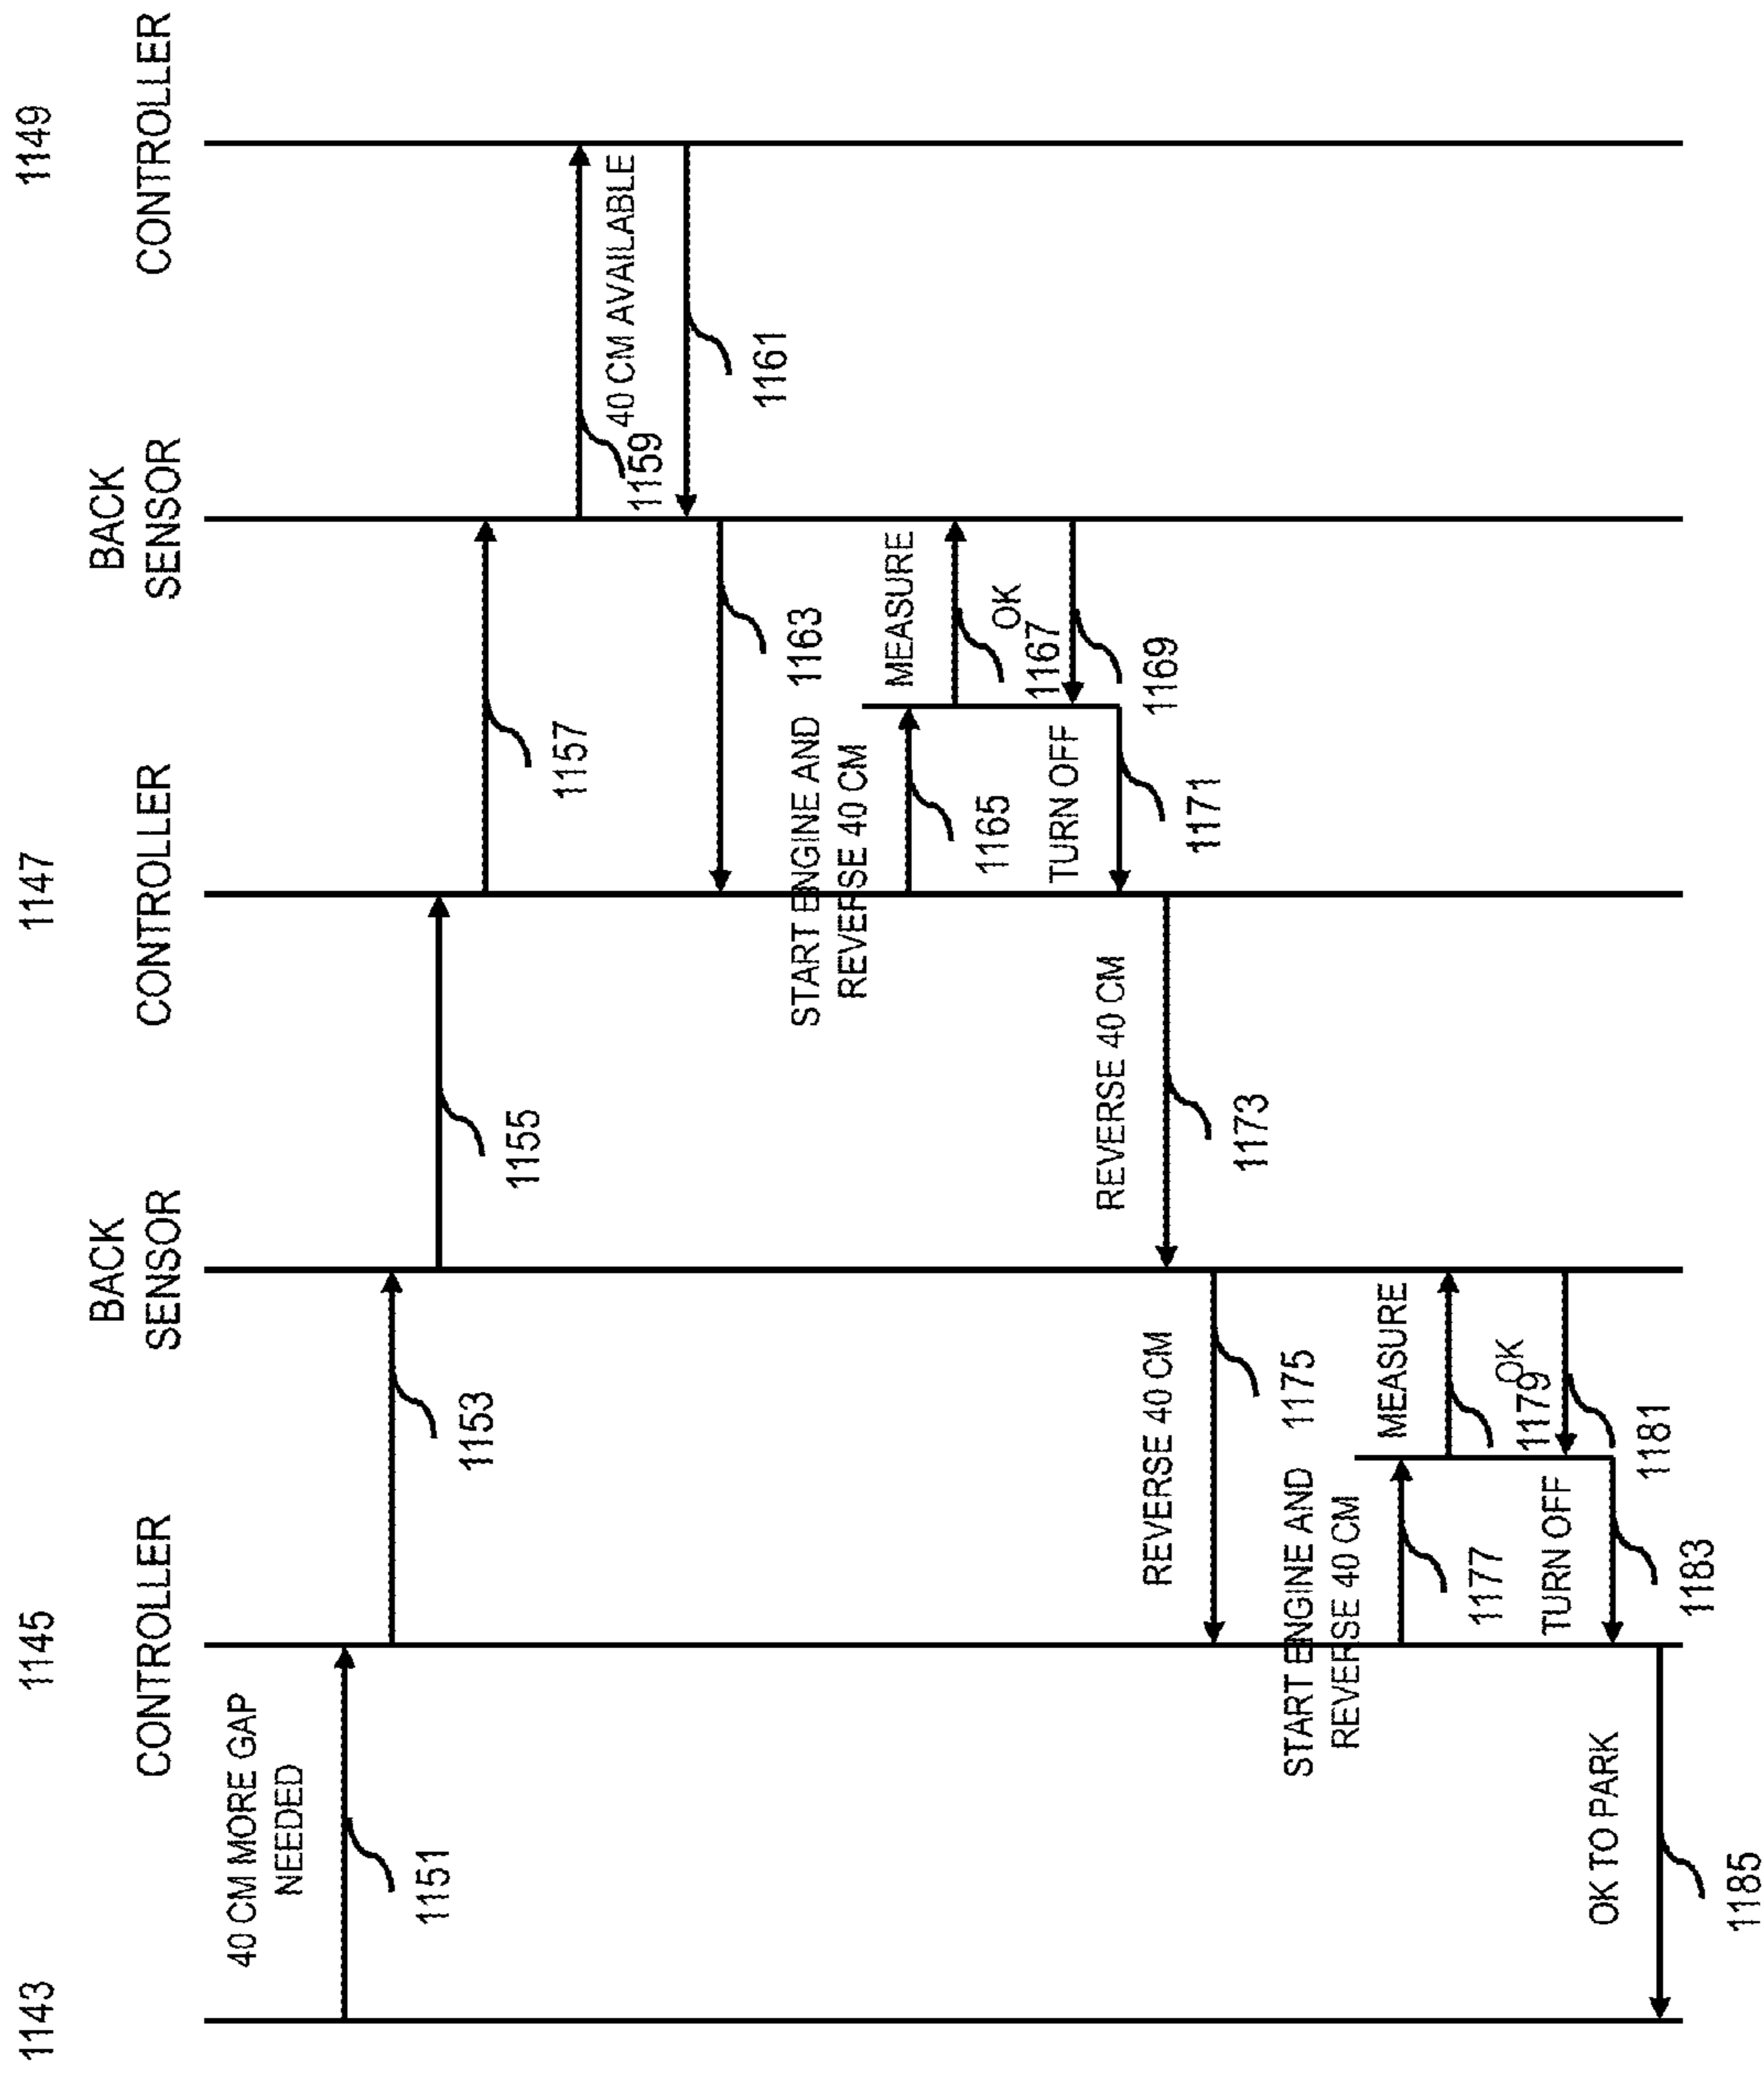 1143
1145
1147
1149
CONTROLLER
BACK
SENSOR
CONTROLLER
BACK
SENSOR
CONTROLLER
40 CM MORE GAP
NEEDED
1151
1153
1155
1157
1159
40 CM AVAILABLE
1161
1163
START ENGINE AND
REVERSE 40 CM
1165
MEASURE
1167
OK
1169
TURN OFF
1171
REVERSE 40 CM
1173
REVERSE 40 CM
1175
START ENGINE AND
REVERSE 40 CM
1177
MEASURE
1179
OK
1181
TURN OFF
1183
OK TO PARK
1185